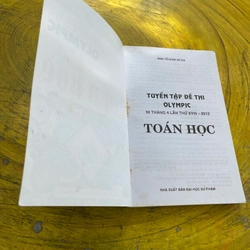 TUYỂN TẬP ĐỀ THI
OLYMPIC
30 THÁNG 4 LẦN THỨ XVIII - 2012
TOÁN HỌC
NHÀ XUẤT BẢN ĐẠI HỌC SƯ PHẠM